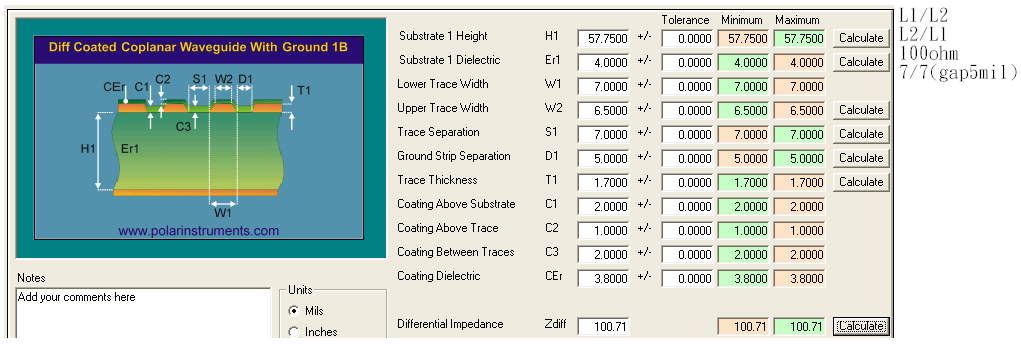 Diff Coated Coplanar Waveguide With Ground 1B
CEr C1 C2 S1 W2 D1 T1
C3
H1 Er1
W1
www.polarinstruments.com
Notes
Add your comments here
Units
Mils
Inches
Tolerance Minimum Maximum
Substrate 1 Height H1 57.7500 +/- 0.0000 57.7500 57.7500 Calculate
Substrate 1 Dielectric Er1 4.0000 +/- 0.0000 4.0000 4.0000 Calculate
Lower Trace Width W1 7.0000 +/- 0.0000 7.0000 7.0000
Upper Trace Width W2 6.5000 +/- 0.0000 6.5000 6.5000 Calculate
Trace Separation S1 7.0000 +/- 0.0000 7.0000 7.0000 Calculate
Ground Strip Separation D1 5.0000 +/- 0.0000 5.0000 5.0000 Calculate
Trace Thickness T1 1.7000 +/- 0.0000 1.7000 1.7000 Calculate
Coating Above Substrate C1 2.0000 +/- 0.0000 2.0000 2.0000
Coating Above Trace C2 1.0000 +/- 0.0000 1.0000 1.0000
Coating Between Traces C3 2.0000 +/- 0.0000 2.0000 2.0000
Coating Dielectric CEr 3.8000 +/- 0.0000 3.8000 3.8000
Differential Impedance Zdiff 100.71 100.71 100.71 Calculate
L1/L2
L2/L1
100ohm
7/7(gap5mil)